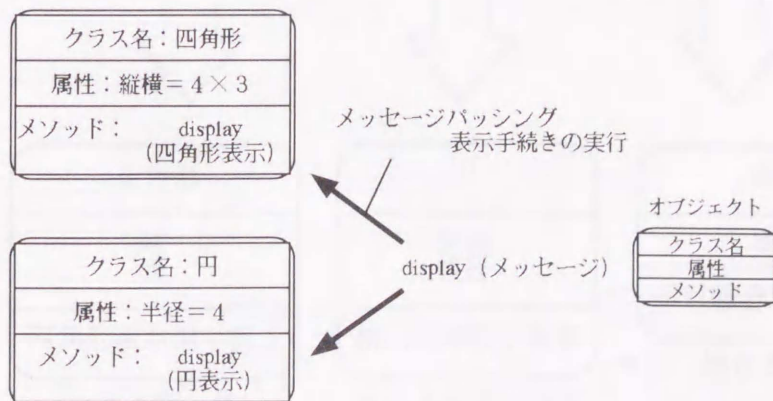 クラス名：四角形
属性：縦横＝4×3
メソッド： display
(四角形表示)
メッセージパッシング
表示手続きの実行
クラス名：円
属性：半径＝4
メソッド： display
(円表示)
display（メッセージ）
オブジェクト
クラス名
属性
メソッド